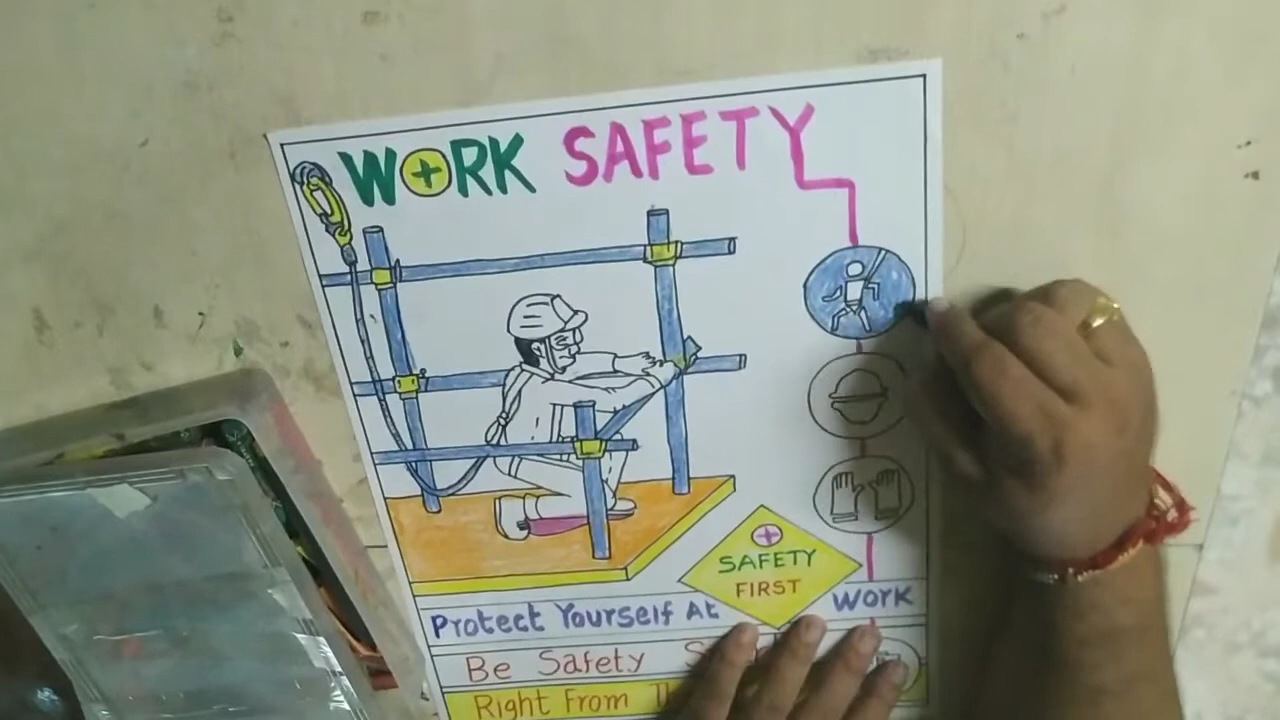 WORK SAFETY
SAFETY
FIRST
Protect Yourself At Work
Be Safety
Right From